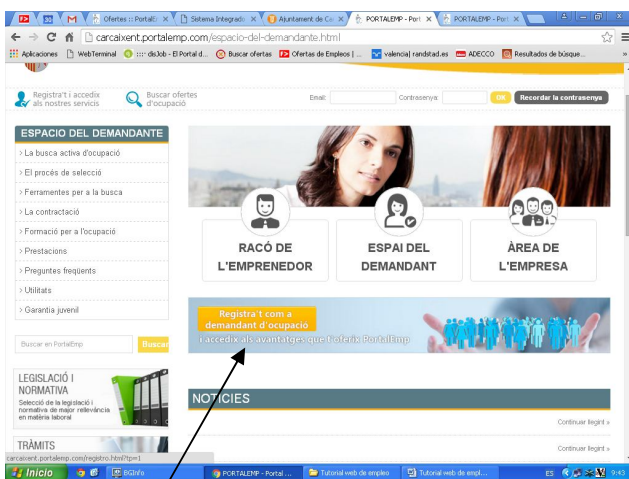 Ofertes :: PortalE
Sistema Integrado
Ajuntament de Ca
PORTALEMP - Port
PORTALEMP - Port
carcaixent.portalemp.com/espacio-del-demandante.html
Aplicaciones
WebTerminal
:::: disJob - El Portal d...
Buscar ofertas
Ofertas de Empleos | ...
valencia| randstad.es
ADECCO
Resultados de búsque...
»
Registra't i accedix
als nostres servicis
Buscar ofertes
d'ocupació
Email:
Contrasenya:
OK
Recordar la contrasenya
ESPACIO DEL DEMANDANTE
> La busca activa d'ocupació
> El procés de selecció
> Ferramentes per a la busca
> La contractació
> Formació per a l'ocupació
> Prestacions
> Preguntes freqüents
> Utilitats
> Garantia juvenil
Buscar en PortalEmp
Buscar
LEGISLACIÓ I
NORMATIVA
Selecció de la legislació i
normativa de major rellevància
en matèria laboral
TRÀMITS
RACÓ DE
L'EMPRENEDOR
ESPAI DEL
DEMANDANT
ÀREA DE
L'EMPRESA
Registra't com a
demandant d'ocupació
i accedix als avantatges que t'oferix PortalEmp
NOTICIES
Continuar llegint »
Continuar llegint »
carcaixent.portalemp.com/registro.html?tp=1
Inicio
BGInfo
PORTALEMP - Portal ...
Tutorial web de empleo
Tutorial web de empl...
ES
9:43